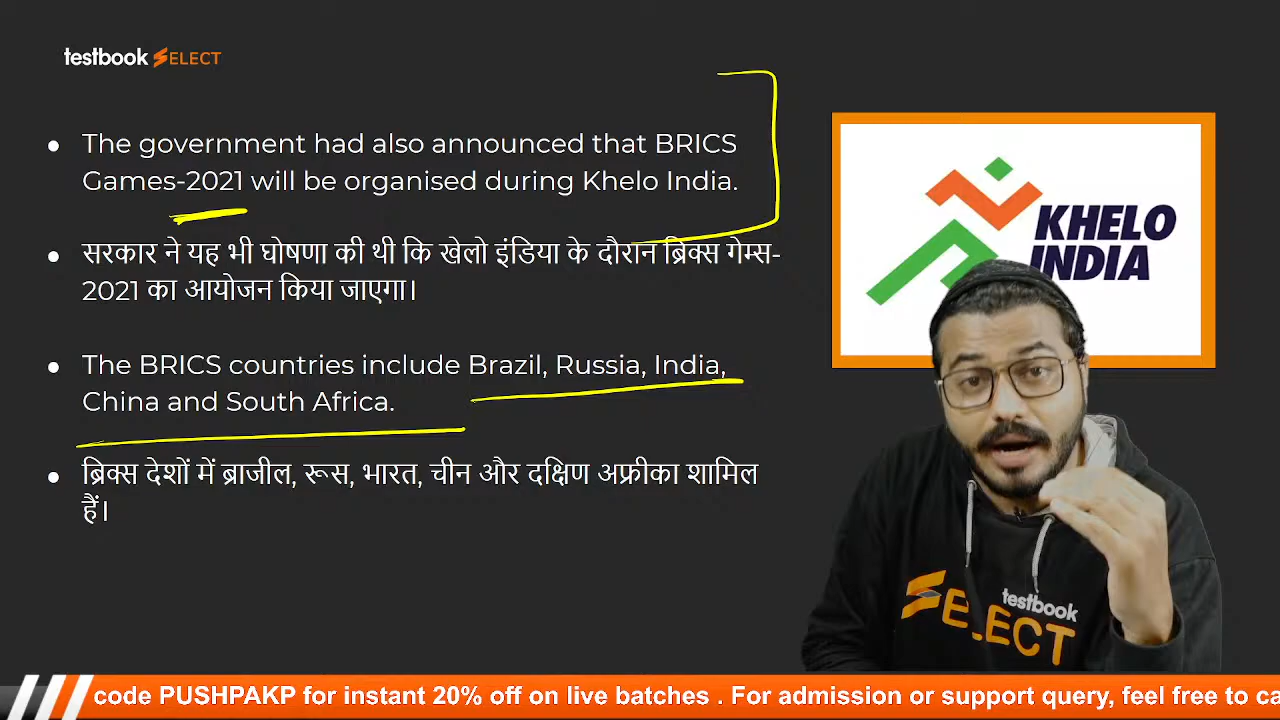 testbook SELECT
The government had also announced that BRICS
Games-2021 will be organised during Khelo India.
सरकार ने यह भी घोषणा की थी कि खेलो इंडिया के दौरान ब्रिक्स गेम्स-
2021 का आयोजन किया जाएगा।
The BRICS countries include Brazil, Russia, India,
China and South Africa.
ब्रिक्स देशों में ब्राजील, रूस, भारत, चीन और दक्षिण अफ्रीका शामिल
हैं।
KHELO
INDIA
testbook
SELECT
code PUSHPAKP for instant 20% off on live batches . For admission or support query, feel free to ca